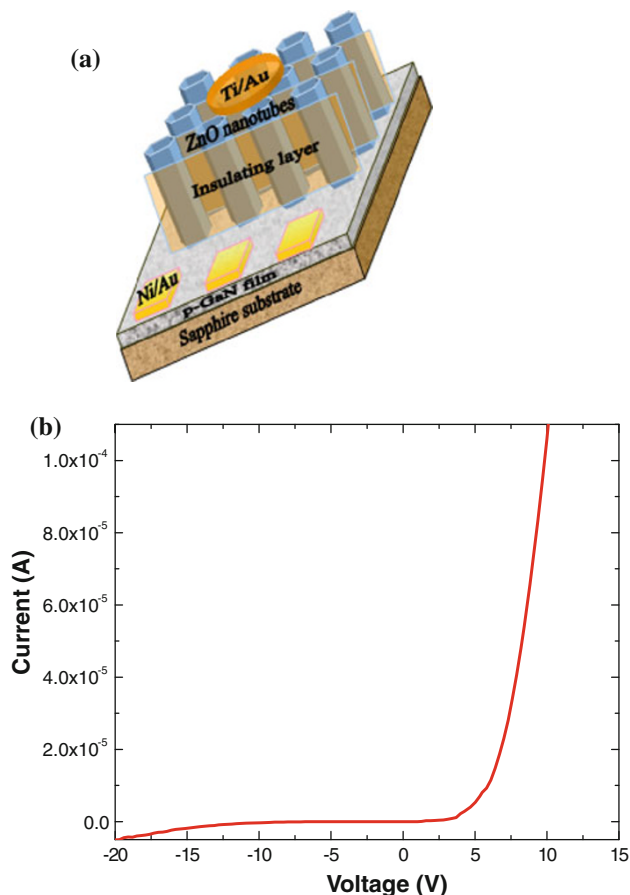 (a)
Ti/Au
ZnO nanotubes
Insulating layer
Ni/Au
p-GaN film
Sapphire substrate
(b)
1.0x10⁻⁴
8.0x10⁻⁵
6.0x10⁻⁵
4.0x10⁻⁵
2.0x10⁻⁵
0.0
Current (A)
-20 -15 -10 -5 0 5 10 15
Voltage (V)